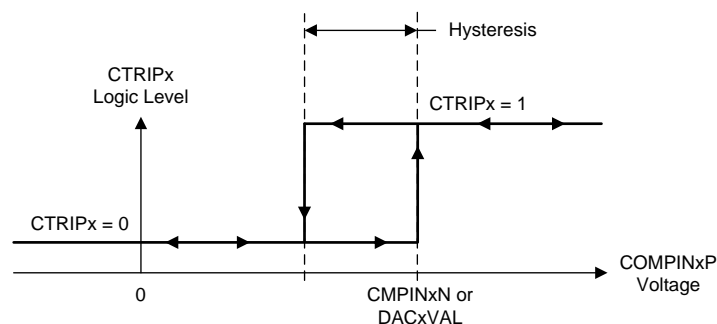 Hysteresis
CTRIPx
Logic Level
CTRIPx = 1
CTRIPx = 0
COMPINxP
Voltage
0
CMPINxN or
DACxVAL